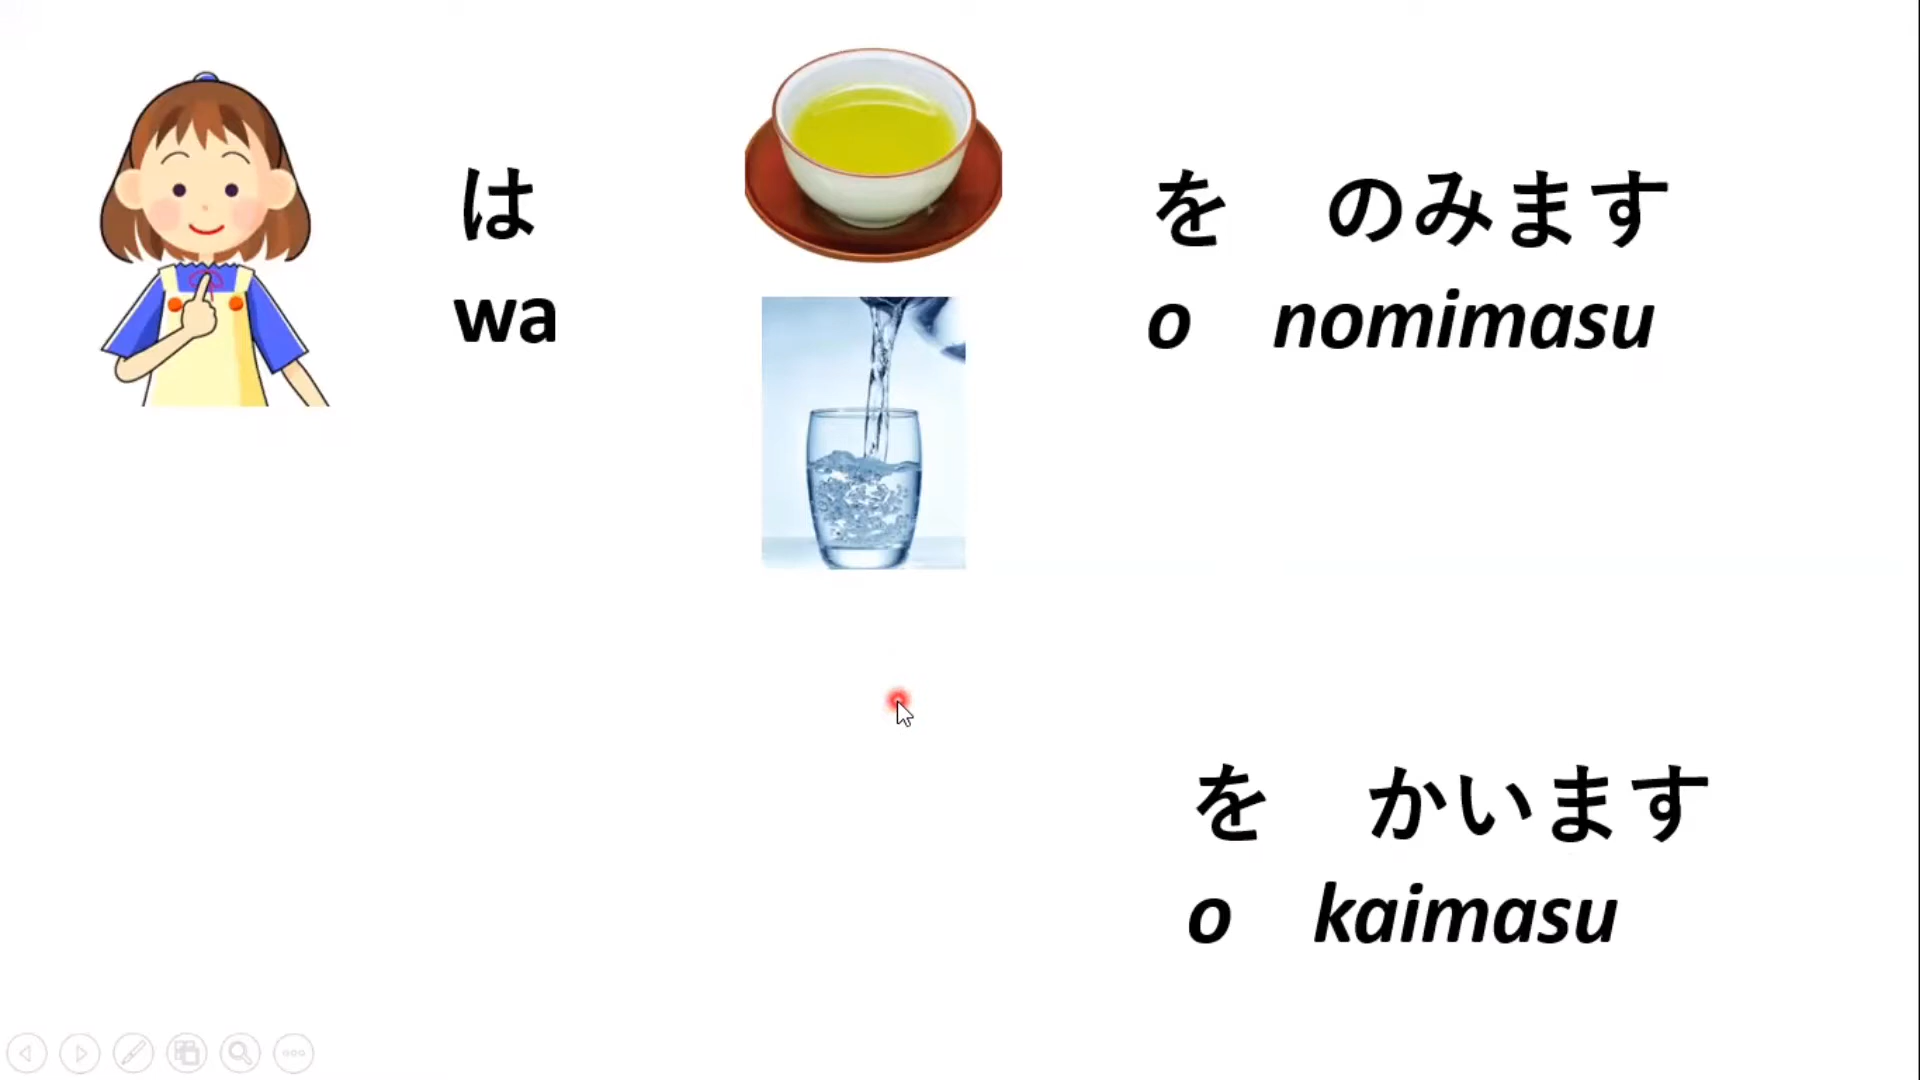 は
wa
を　のみます
o nomimasu
を　かいます
o kaimasu